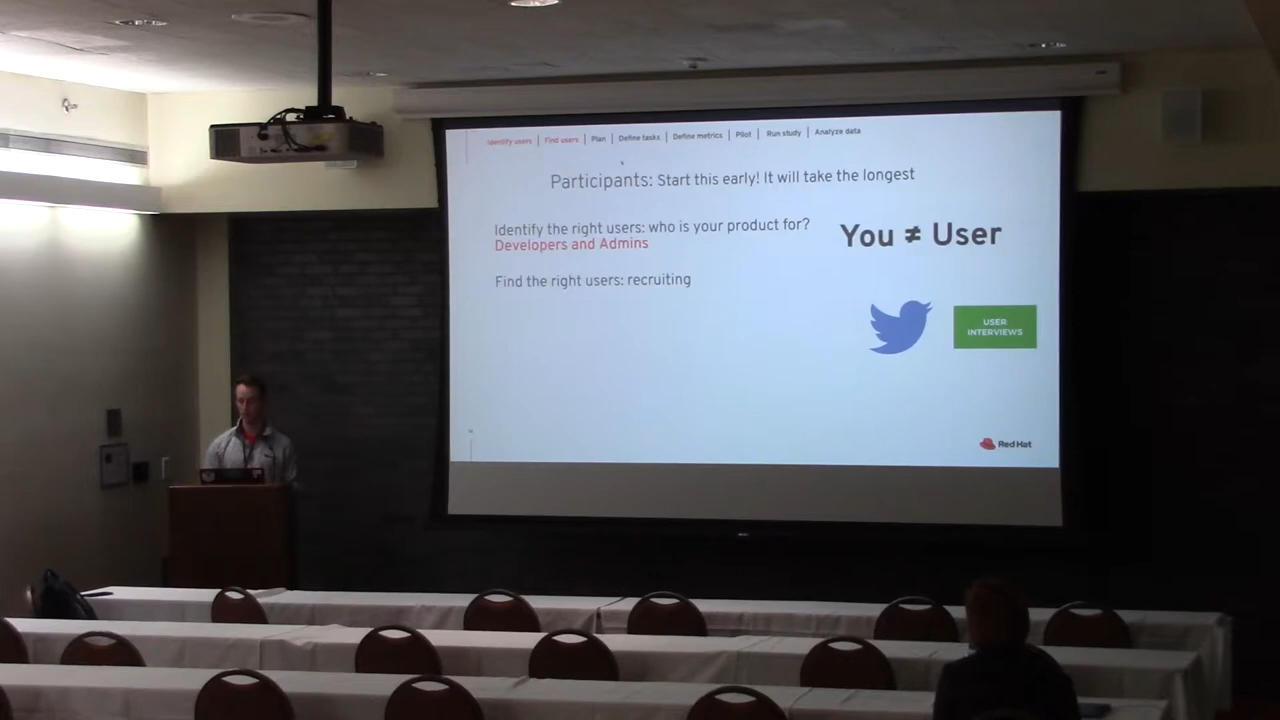 Identify users | Find users | Plan | Define tasks | Define metrics | Pilot | Run study | Analyze data
Participants: Start this early! It will take the longest
Identify the right users: who is your product for?
Developers and Admins
You ≠ User
Find the right users: recruiting
USER
INTERVIEWS
Red Hat